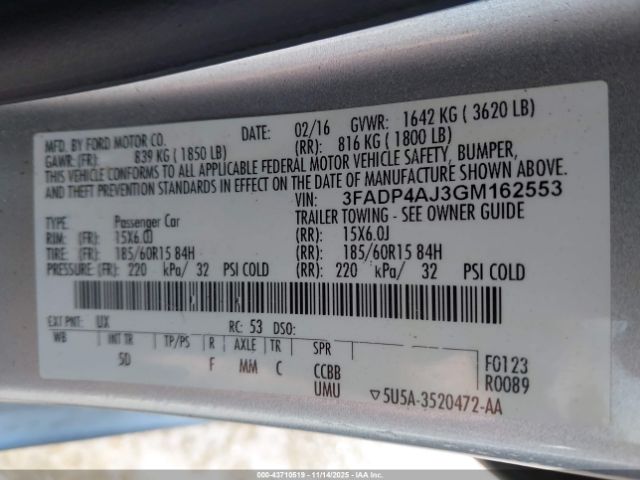 MFD. BY FORD MOTOR CO. DATE: 02/16 GVWR: 1642 KG ( 3620 LB)
GAWR: (FR): 839 KG ( 1850 LB) (RR): 816 KG ( 1800 LB)
THIS VEHICLE CONFORMS TO ALL APPLICABLE FEDERAL MOTOR VEHICLE SAFETY, BUMPER,
AND THEFT PREVENTION STANDARDS IN EFFECT ON THE DATE OF MANUFACTURE SHOWN ABOVE.
VIN: 3FADP4AJ3GM162553
TYPE: Passenger Car TRAILER TOWING - SEE OWNER GUIDE
RIM: (FR): 15X6.0J (RR): 15X6.0J
TIRE: (FR): 185/60R15 84H (RR): 185/60R15 84H
PRESSURE: (FR): 220 kPa/ 32 PSI COLD (RR): 220 kPa/ 32 PSI COLD
EXT PNT: UX RC: 53 DSO:
WB INT TR TP/PS R AXLE TR SPR
5D F MM C CCBB F0123
UMU R0089
▽5U5A-3520472-AA
000-43710519 | 11/14/2025 - IAAI.COM